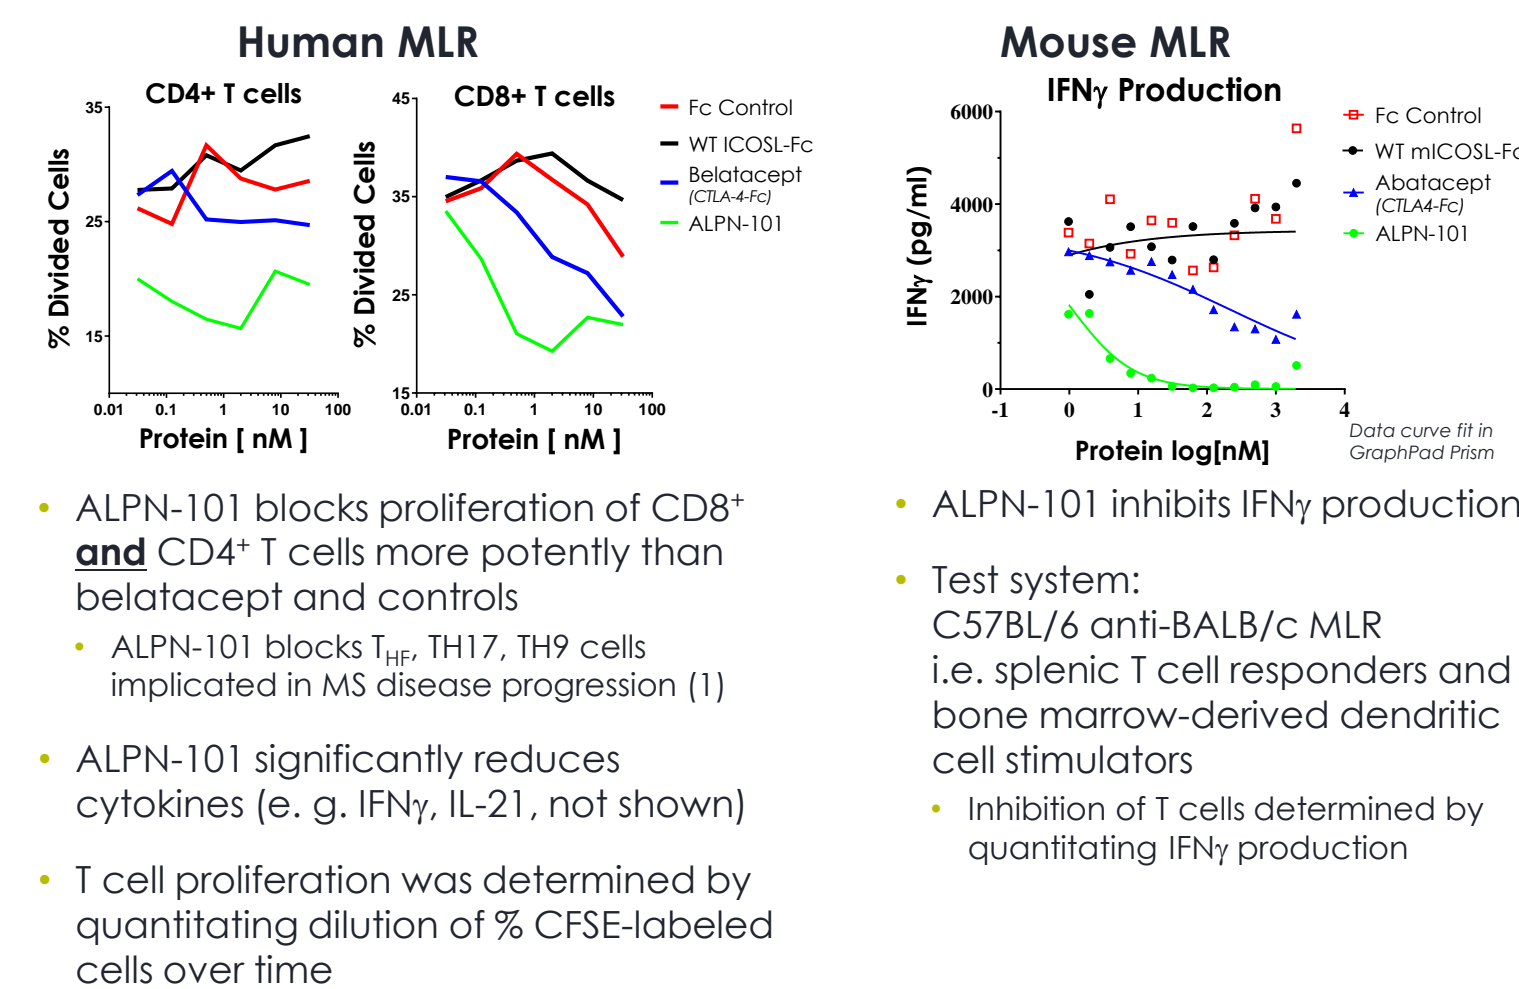 Human MLR
CD4+ T cells
% Divided Cells
35
25
15
0.01 0.1 1 10 100
Protein [ nM ]
CD8+ T cells
% Divided Cells
45
35
25
15
0.01 0.1 1 10 100
Protein [ nM ]
Fc Control
WT ICOSL-Fc
Belatacept
(CTLA-4-Fc)
ALPN-101
• ALPN-101 blocks proliferation of CD8+
and CD4+ T cells more potently than
belatacept and controls
• ALPN-101 blocks THF, TH17, TH9 cells
implicated in MS disease progression (1)
• ALPN-101 significantly reduces
cytokines (e. g. IFNγ, IL-21, not shown)
• T cell proliferation was determined by
quantitating dilution of % CFSE-labeled
cells over time
Mouse MLR
IFNγ Production
IFNγ (pg/ml)
6000
4000
2000
0
-1 0 1 2 3 4
Protein log[nM]
Fc Control
WT mICOSL-Fc
Abatacept
(CTLA4-Fc)
ALPN-101
Data curve fit in
GraphPad Prism
• ALPN-101 inhibits IFNγ production
• Test system:
C57BL/6 anti-BALB/c MLR
i.e. splenic T cell responders and
bone marrow-derived dendritic
cell stimulators
• Inhibition of T cells determined by
quantitating IFNγ production